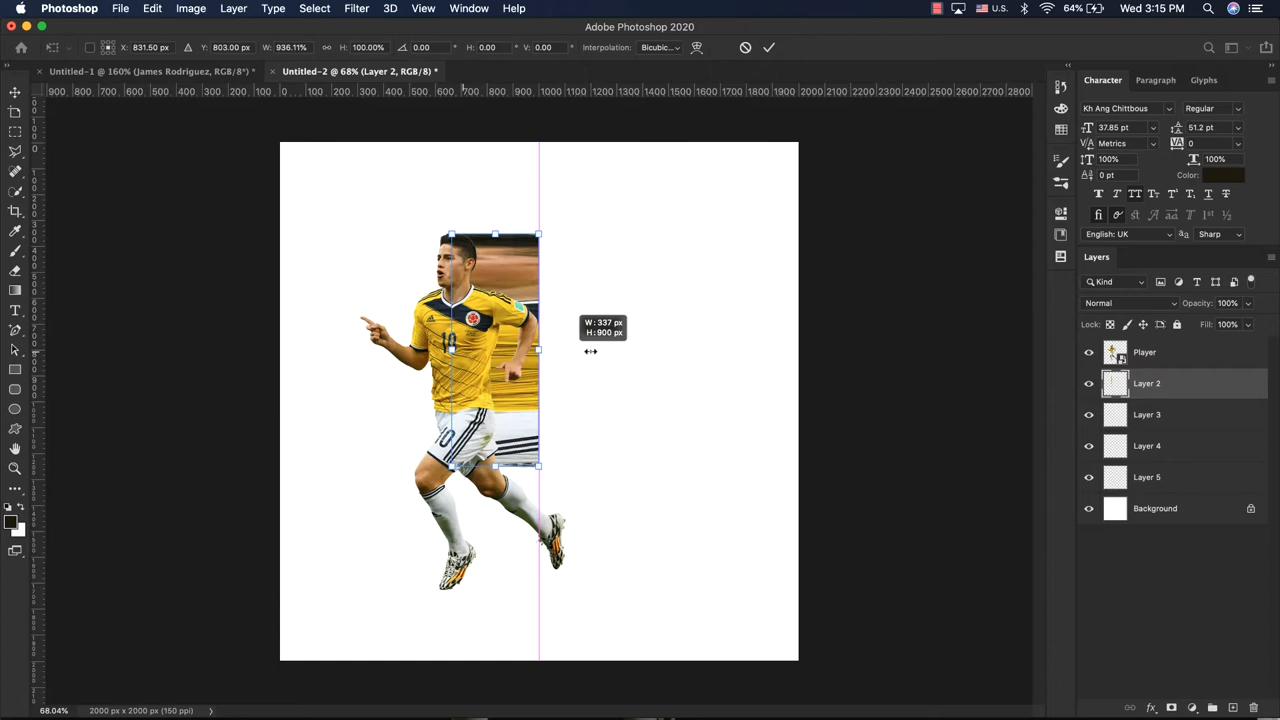 Photoshop File Edit Image Layer Type Select Filter 3D View Window Help U.S. 64% Wed 3:15 PM
Adobe Photoshop 2020
X: 831.50 px Y: 803.00 px W: 936.11% H: 100.00% 0.00 ° H: 0.00 ° V: 0.00 ° Interpolation: Bicubic...
Untitled-1 @ 160% (James Rodriguez, RGB/8*) * Untitled-2 @ 68% (Layer 2, RGB/8) *
900 800 700 600 500 400 300 200 100 0 100 200 300 400 500 600 700 800 900 1000 1100 1200 1300 1400 1500 1600 1700 1800 1900 2000 2100 2200 2300 2400 2500 2600 2700 2800
Character Paragraph Glyphs
Kh Ang Chittbous Regular
37.85 pt 51.2 pt
Metrics 0
100% 100%
0 pt Color:
English: UK Sharp
Layers
Kind
Normal Opacity: 100%
Lock: Fill: 100%
Player
Layer 2
Layer 3
Layer 4
Layer 5
Background
W: 337 px
H: 900 px
10
10
68.04% 2000 px x 2000 px (150 ppi)